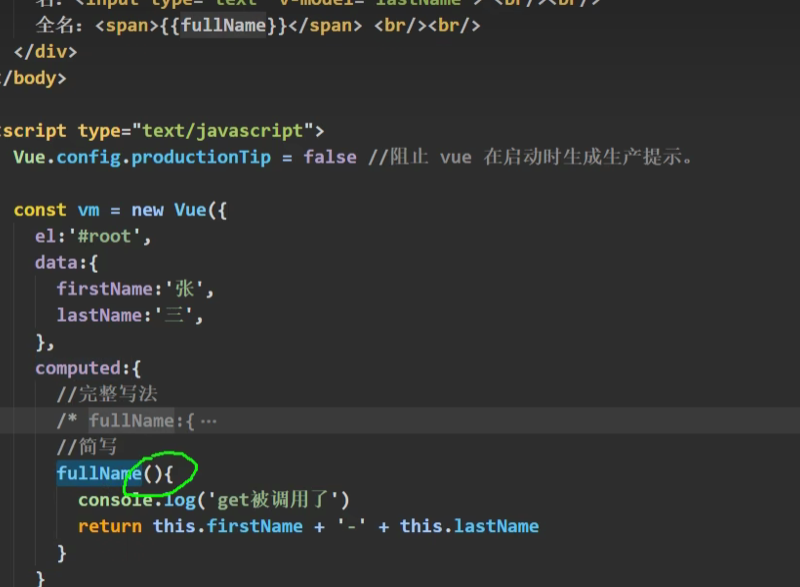 名: <input type="text" v-model="lastName"> <br/><br/>
全名: <span>{{fullName}}</span> <br/><br/>
</div>
/body>
script type="text/javascript">
Vue.config.productionTip = false //阻止 vue 在启动时生成生产提示。
const vm = new Vue({
el:'#root',
data:{
firstName:'张',
lastName:'三',
},
computed:{
//完整写法
/* fullName:{ ⋯
//简写
fullName(){
console.log('get被调用了')
return this.firstName + '-' + this.lastName
}
}